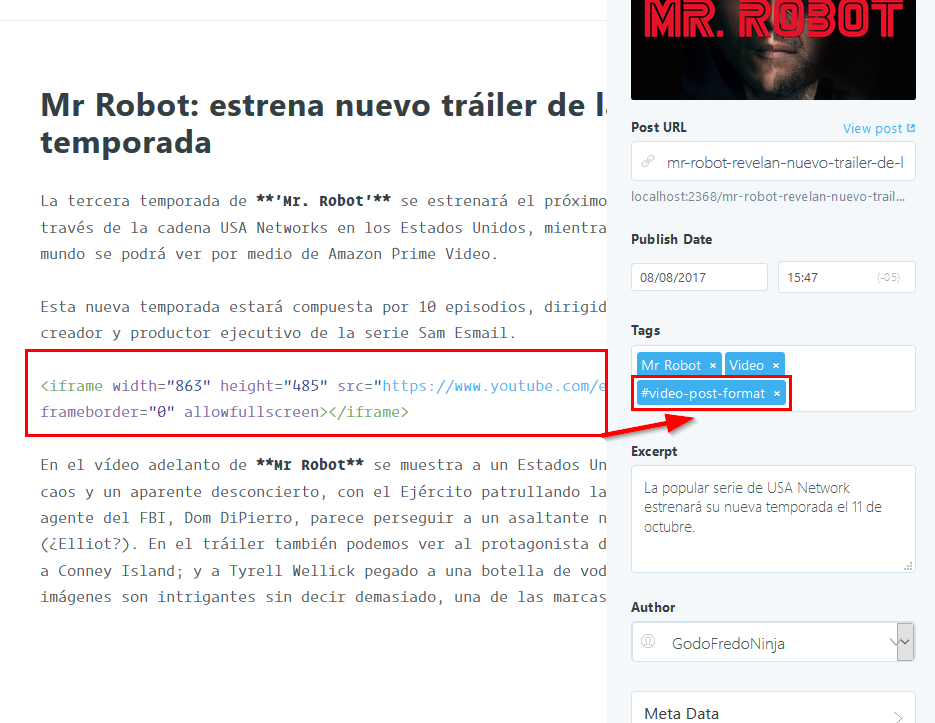 MR. ROBOT
Mr Robot: estrena nuevo tráiler de
temporada
La tercera temporada de **'Mr. Robot'** se estrenará el próximo
través de la cadena USA Networks en los Estados Unidos,
mundo se podrá ver por medio de Amazon Prime Video.
Esta nueva temporada estará compuesta por 10 episodios,
creador y productor ejecutivo de la serie Sam Esmail.
<iframe width="863" height="485" src="https://www.youtube.com/e
frameborder="0" allowfullscreen></iframe>
En el vídeo adelanto de **Mr Robot** se muestra a un Estados
caos y un aparente desconcierto, con el Ejército patrullando
agente del FBI, Dom DiPierro, parece perseguir a un asaltante
(¿Elliot?). En el tráiler también podemos ver al protagonista
a Conney Island; y a Tyrell Wellick pegado a una botella de
imágenes son intrigantes sin decir demasiado, una de las marcas
Post URL
View post
mr-robot-revelan-nuevo-trailer-de-l
localhost:2368/mr-robot-revelan-nuevo-trail...
Publish Date
08/08/2017
15:47 (-05)
Tags
Mr Robot × Video ×
#video-post-format ×
Excerpt
La popular serie de USA Network
estrenará su nueva temporada el 11 de
octubre.
Author
GodoFredoNinja
Meta Data